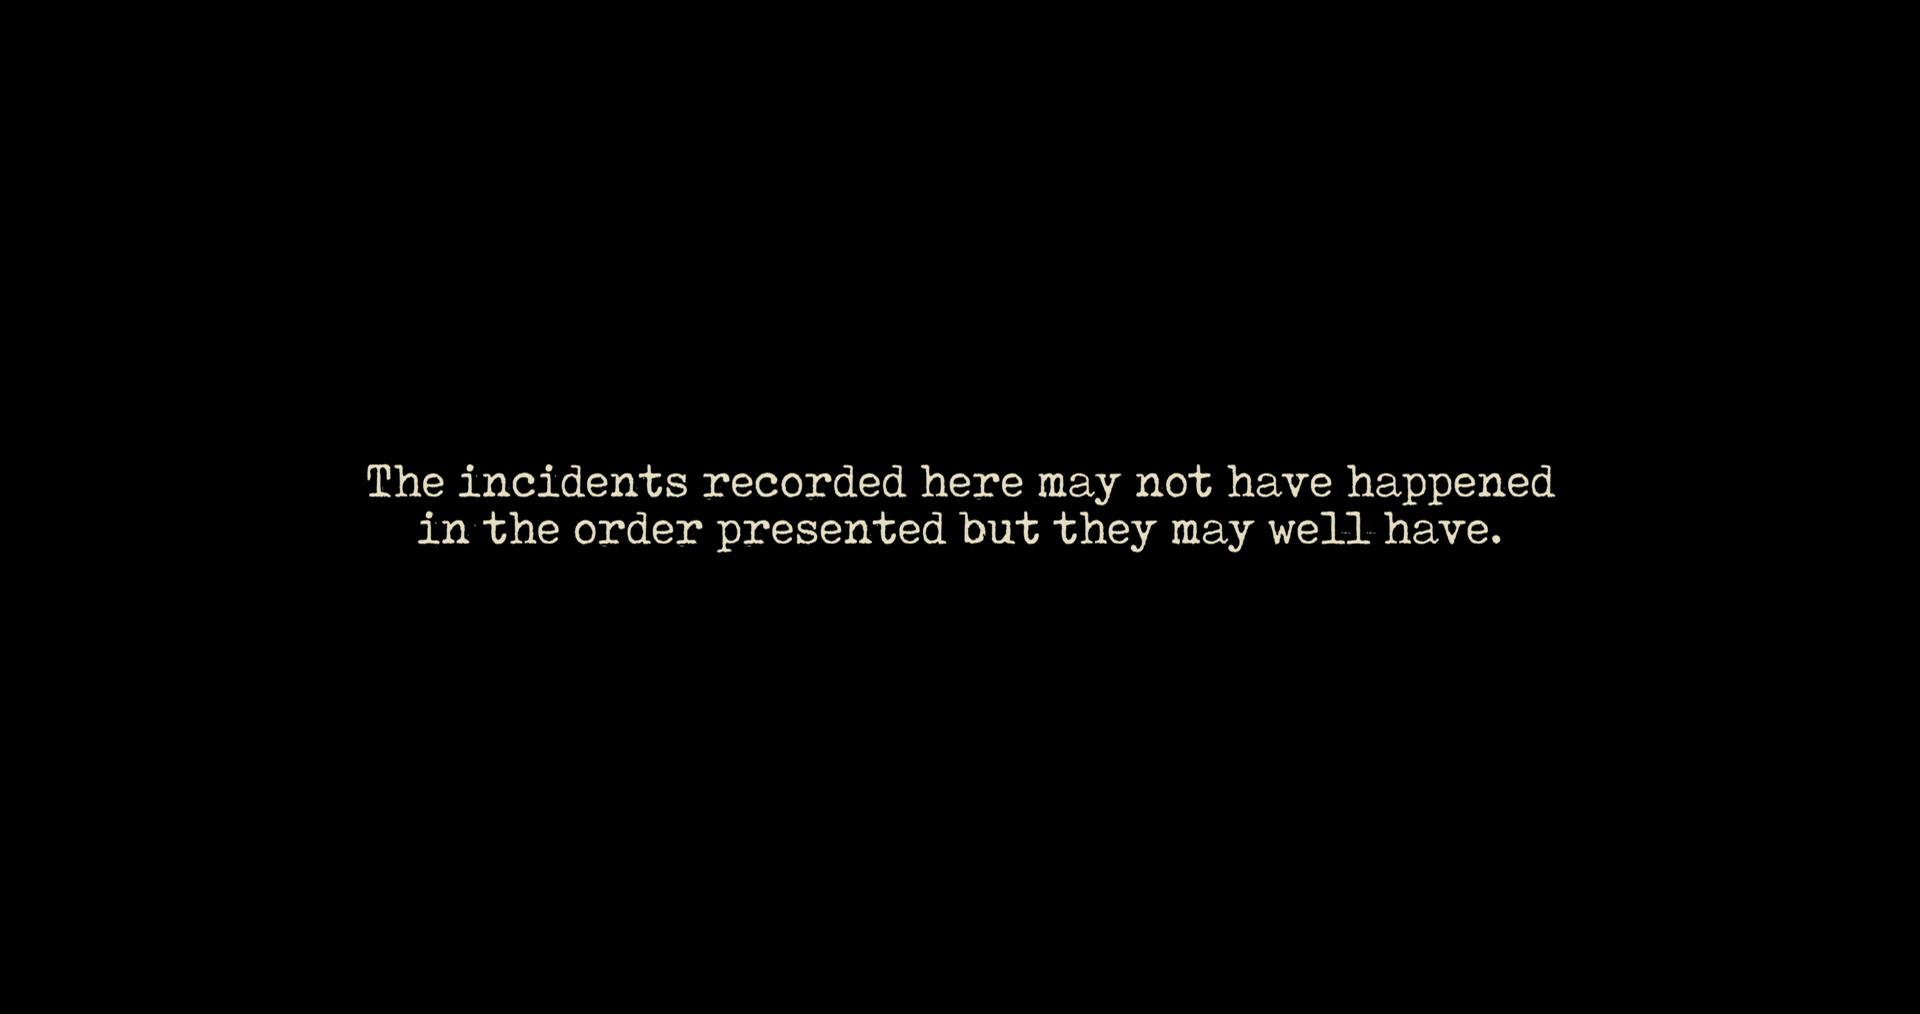 The incidents recorded here may not have happened
in the order presented but they may well have.